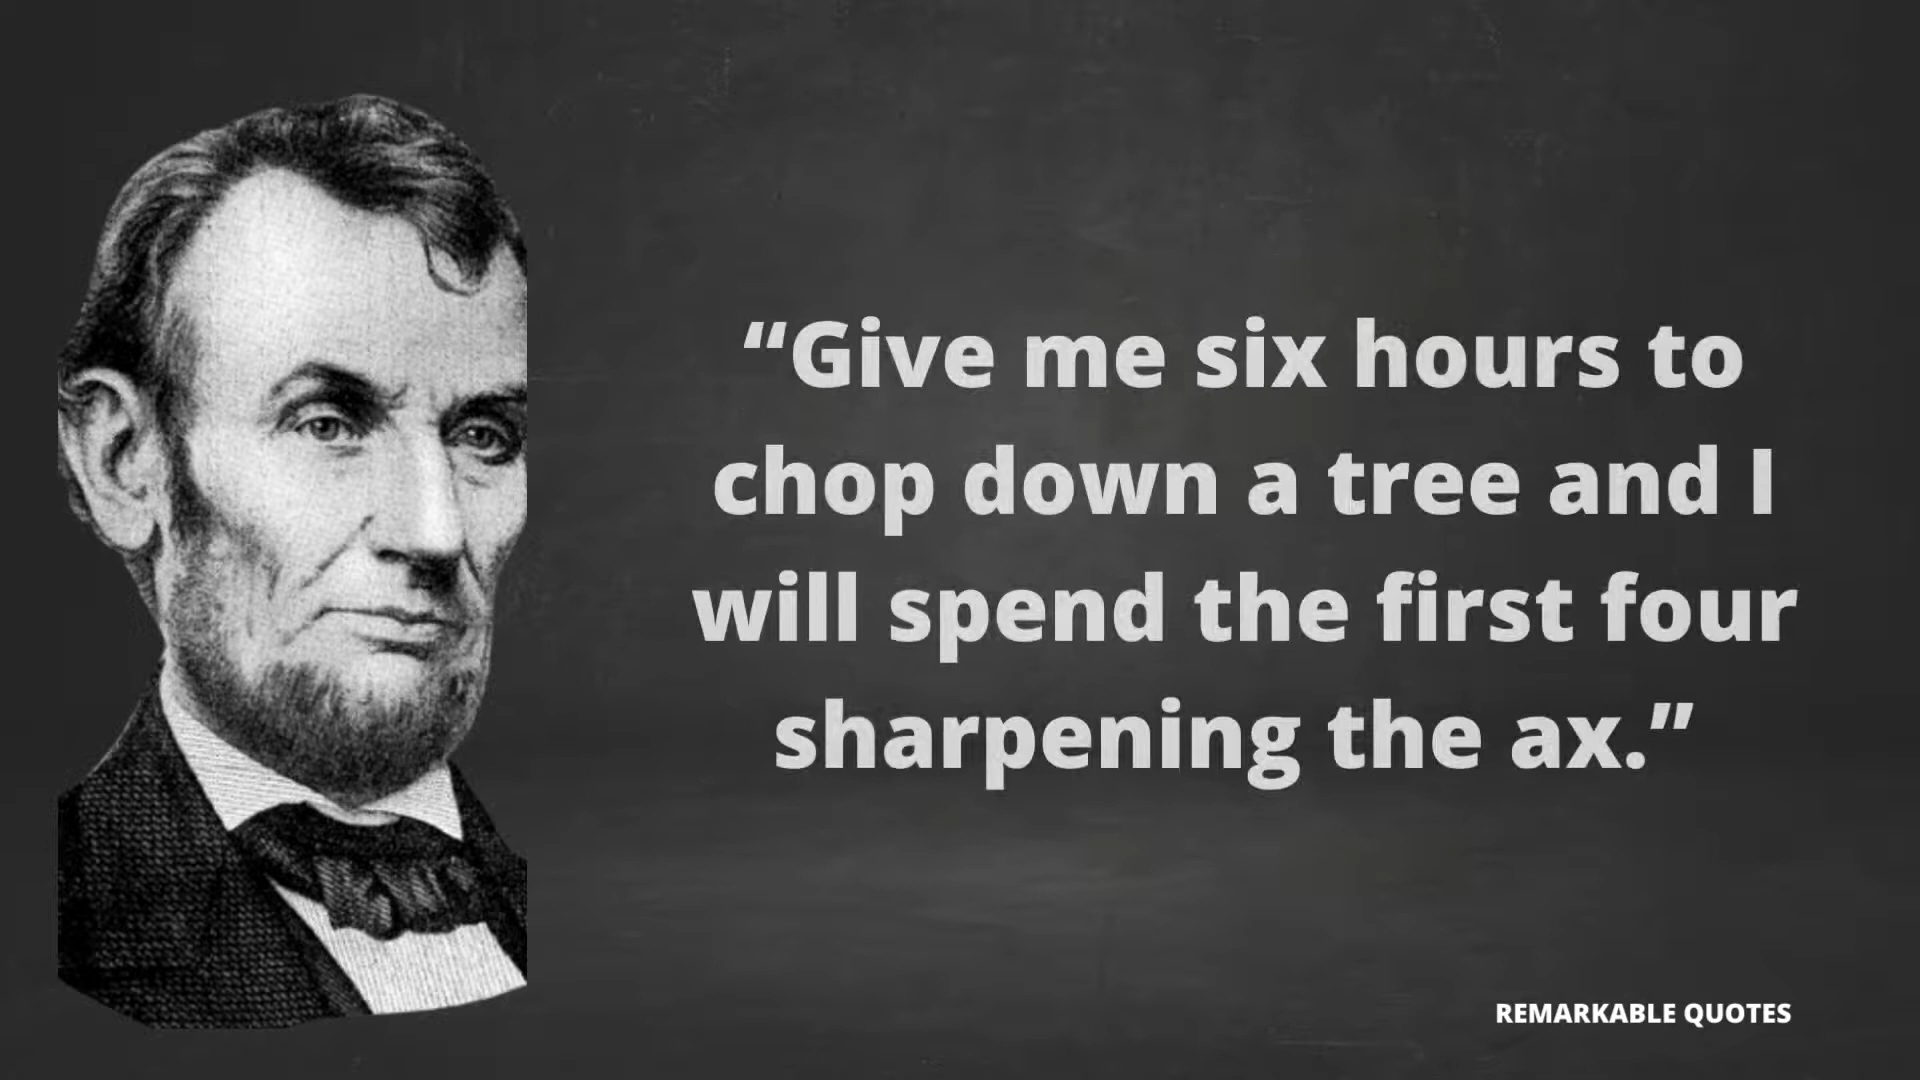 “Give me six hours to
chop down a tree and I
will spend the first four
sharpening the ax.”
REMARKABLE QUOTES